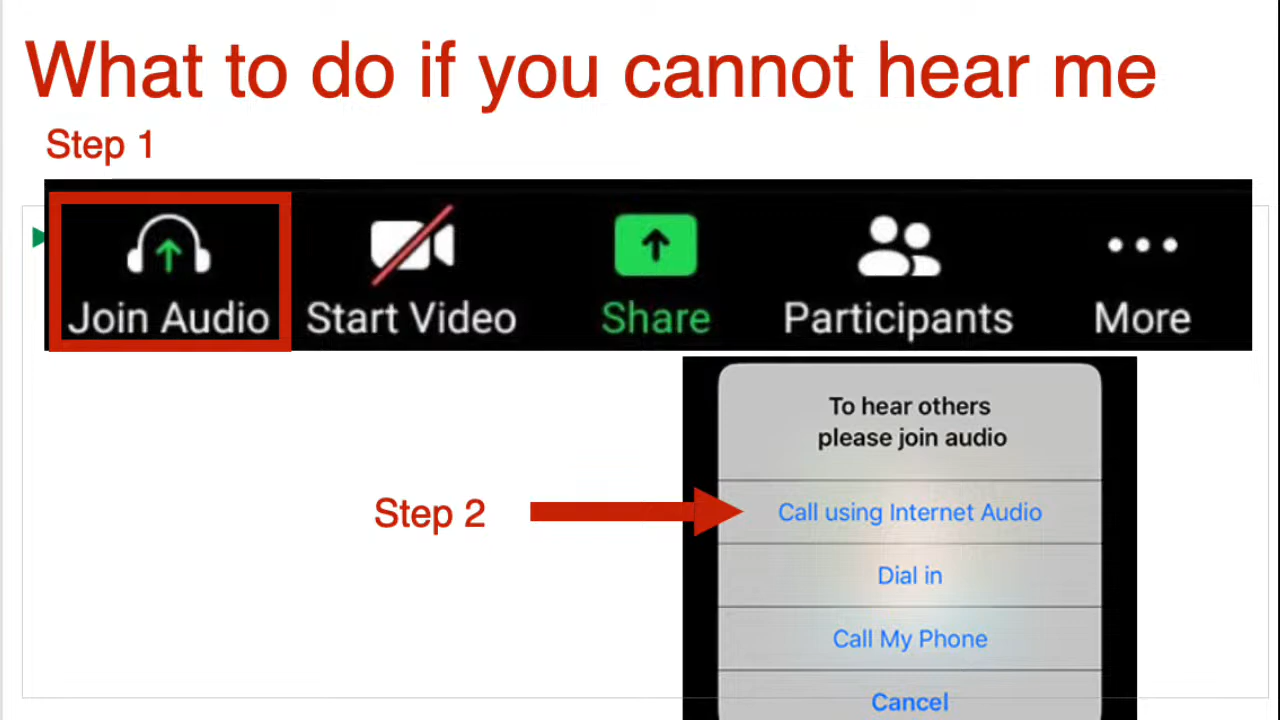 What to do if you cannot hear me
Step 1
Join Audio Start Video Share Participants More
To hear others
please join audio
Step 2 Call using Internet Audio
Dial in
Call My Phone
Cancel